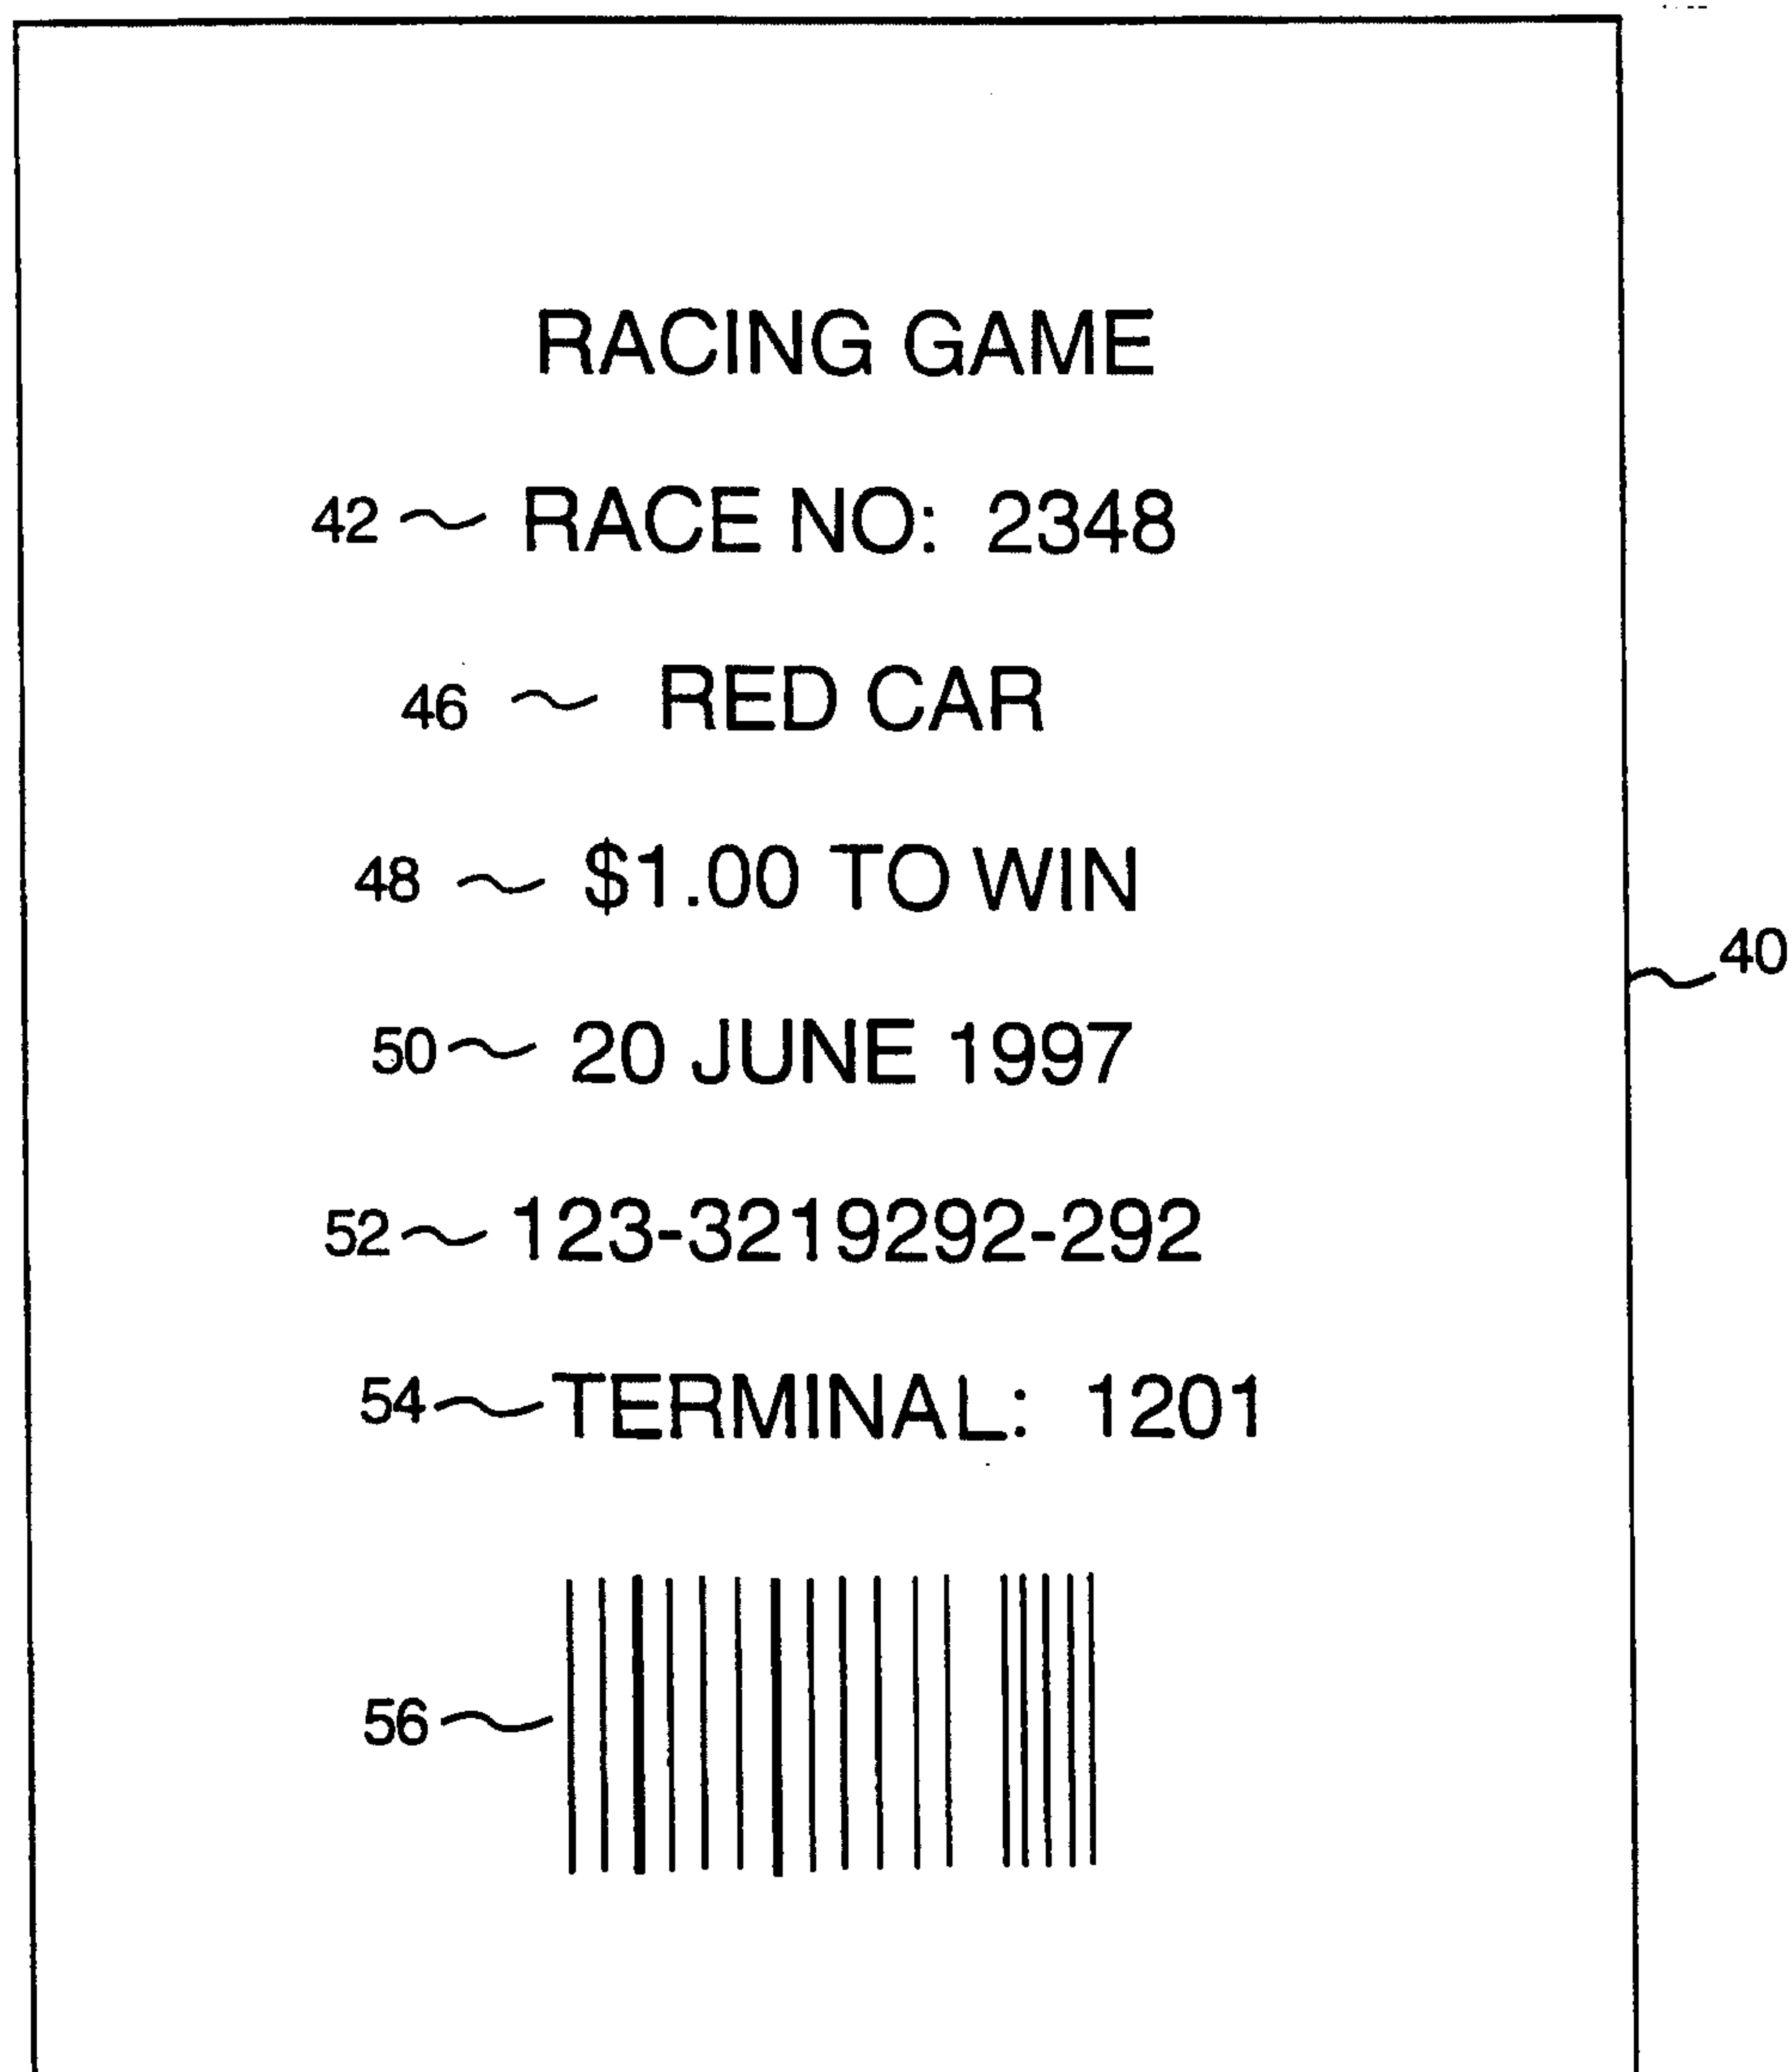 RACING GAME
42 RACE NO: 2348
46 RED CAR
48 $1.00 TO WIN
40
50 20 JUNE 1997
52 123-3219292-292
54 TERMINAL: 1201
56